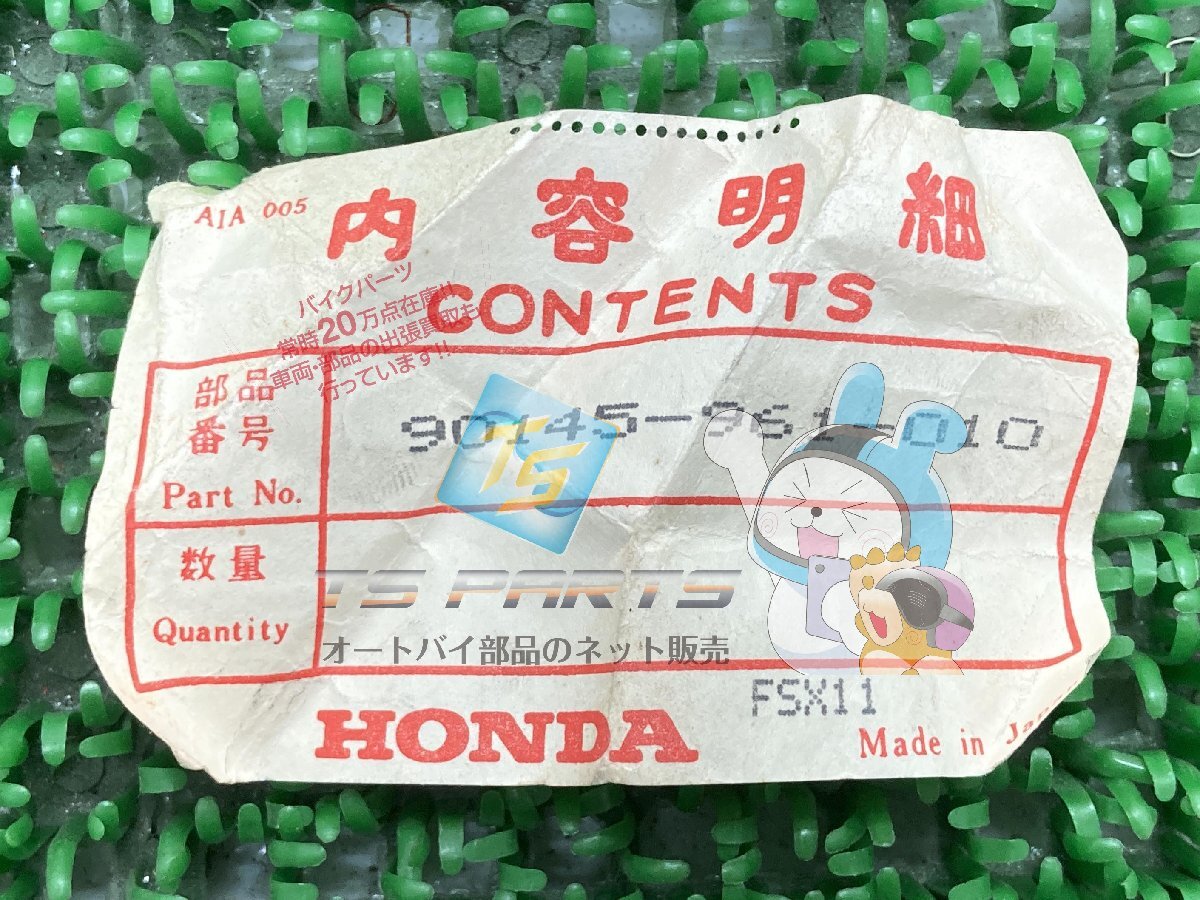 AIA 005
内容明細
CONTENTS
バイクパーツ
常時20万点在庫!!
車両・部品の出張買取も
行っています!!
部品
番号
Part No.
90145-961-010
TS
数量
Quantity
TS PARTS
オートバイ部品のネット販売
FSX11
HONDA
Made in